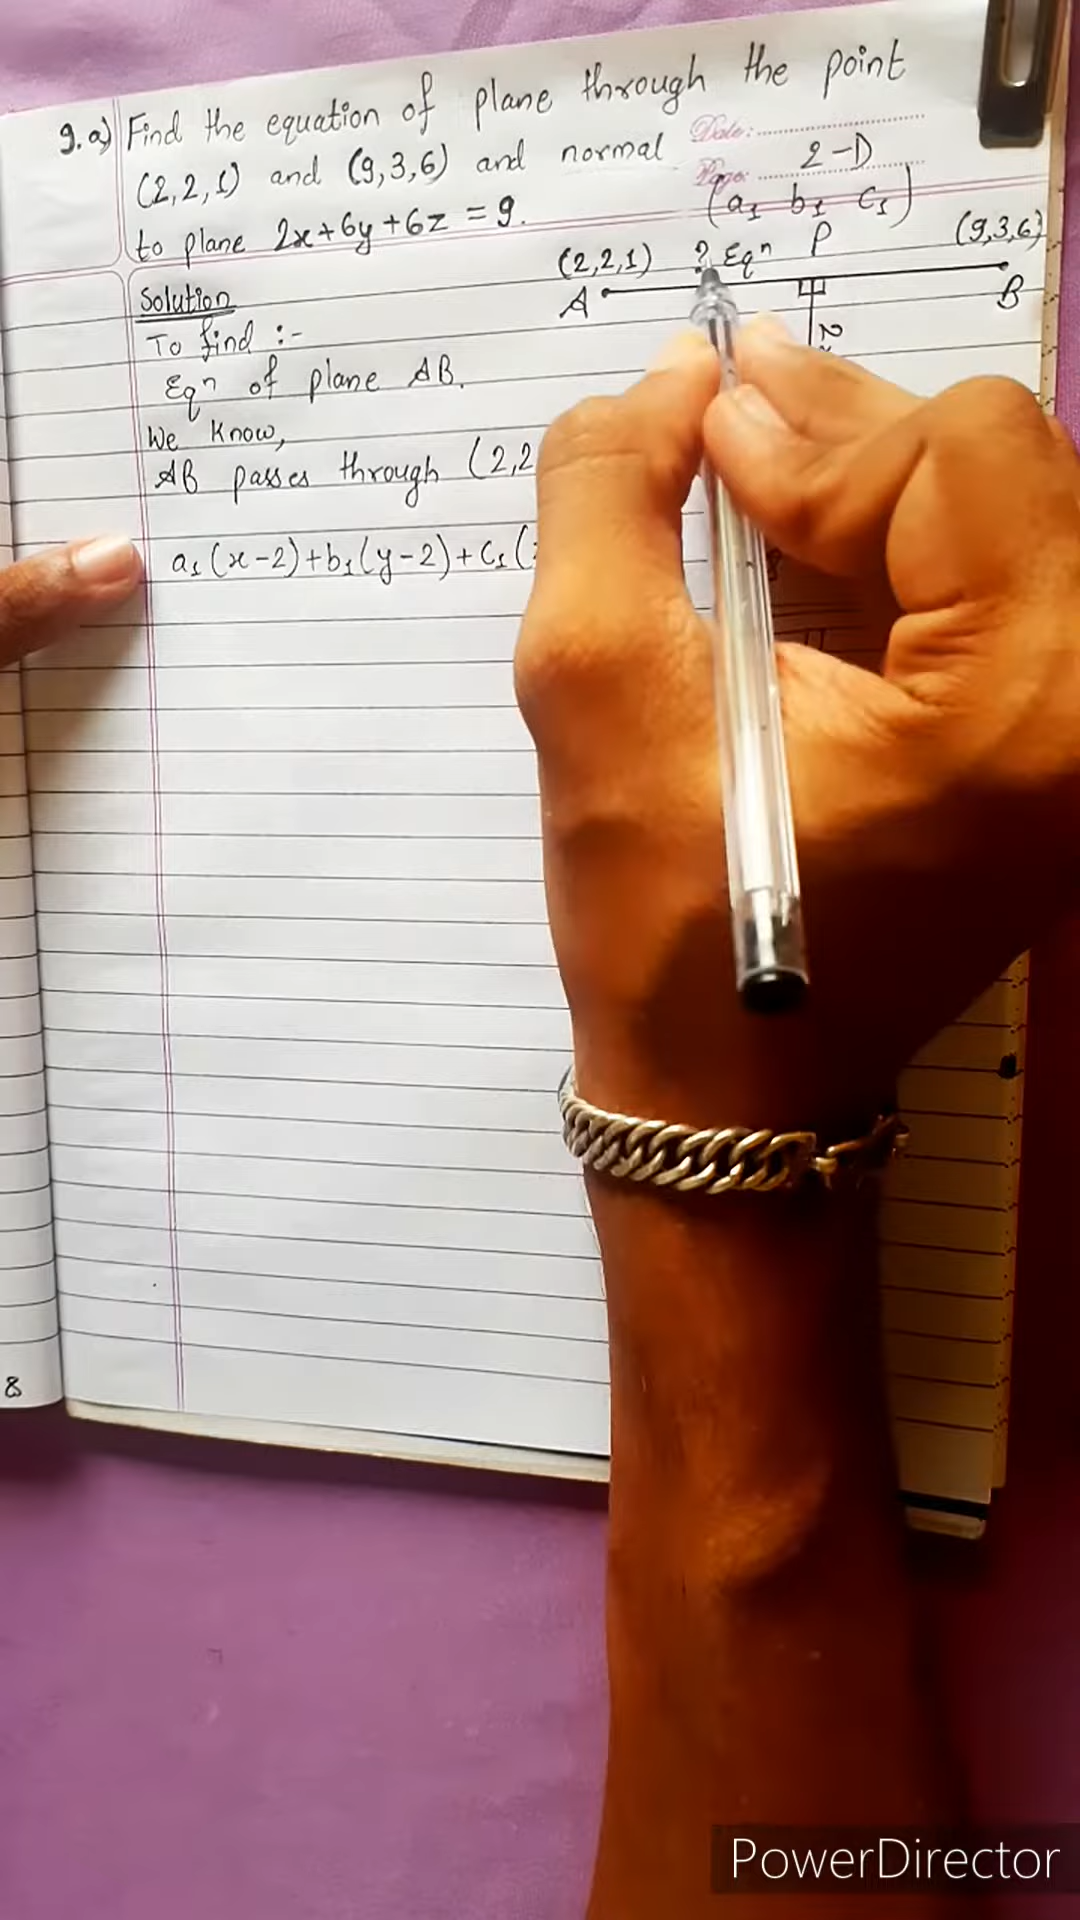 9. a) Find the equation of plane through the point
(2,2,1) and (9,3,6) and normal
to plane 2x+6y+6z = 9.
Date:
Page:
2-D
(a₁ b₁ c₁)
(2,2,1) ? Eqⁿ P (9,3,6)
A B
Solution
To find :-
Eqⁿ of plane AB.
We Know,
AB passes through (2,2
a₁(x-2)+b₁(y-2)+C₁(
8
PowerDirector